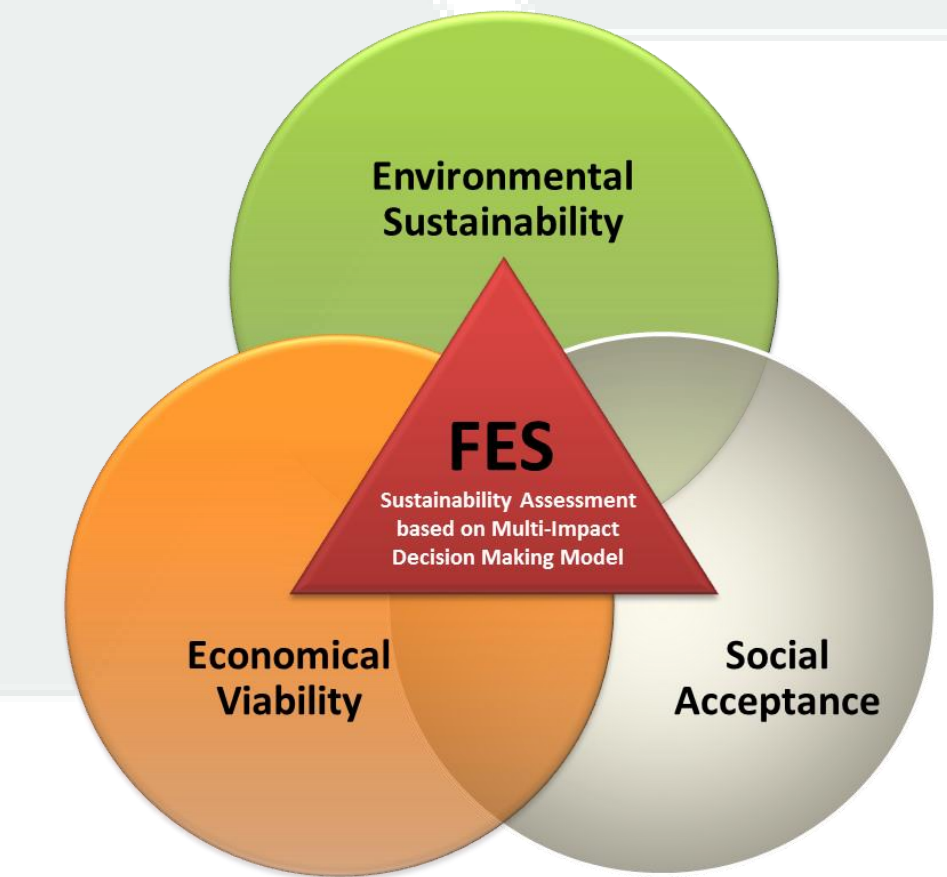 Environmental
Sustainability
FES
Sustainability Assessment
based on Multi-Impact
Decision Making Model
Economical
Viability
Social
Acceptance